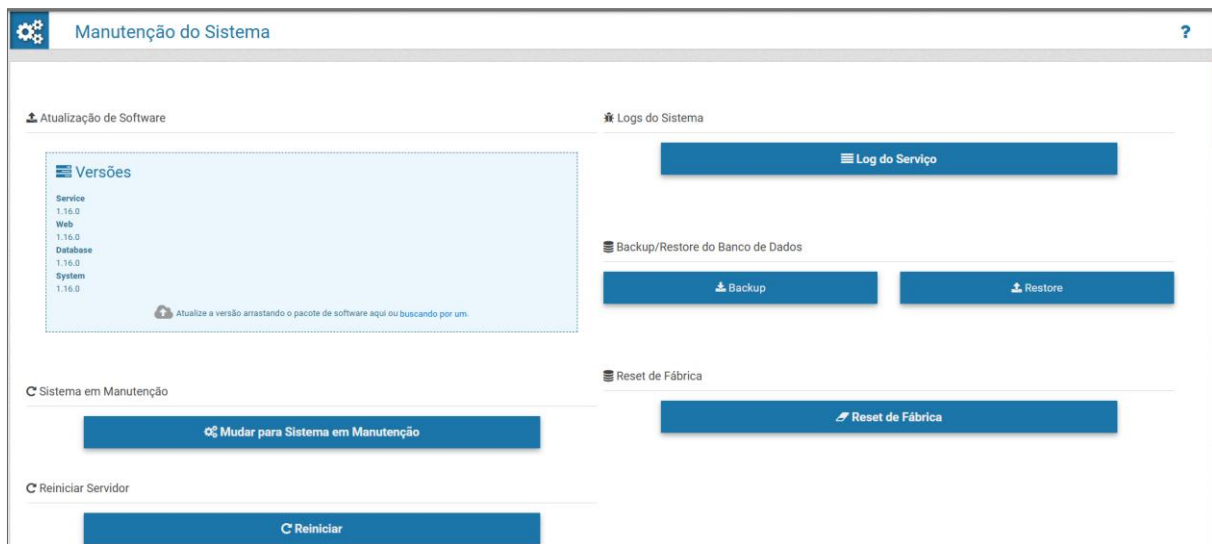 Manutenção do Sistema
?
Atualização de Software
Versões
Service
1.16.0
Web
1.16.0
Database
1.16.0
System
1.16.0
Atualize a versão arrastando o pacote de software aqui ou buscando por um.
Sistema em Manutenção
Mudar para Sistema em Manutenção
Reiniciar Servidor
Reiniciar
Logs do Sistema
Log do Serviço
Backup/Restore do Banco de Dados
Backup
Restore
Reset de Fábrica
Reset de Fábrica